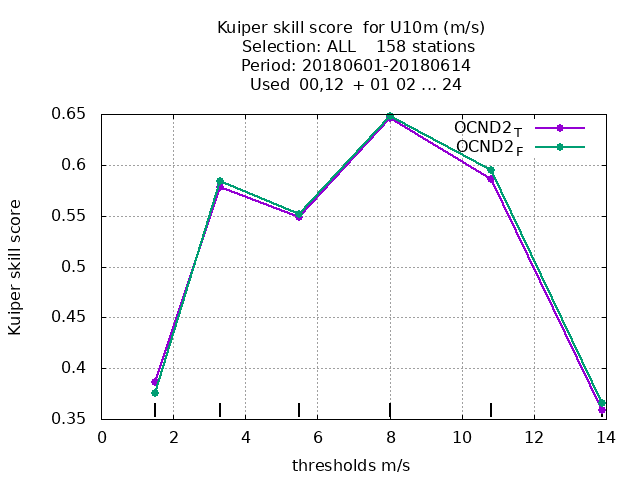 Kuiper skill score  for U10m (m/s)
Selection: ALL    158 stations
Period: 20180601-20180614
Used  00,12  + 01 02 ... 24
OCND2T
OCND2F
Kuiper skill score
0.65
0.6
0.55
0.5
0.45
0.4
0.35
0 2 4 6 8 10 12 14
thresholds m/s